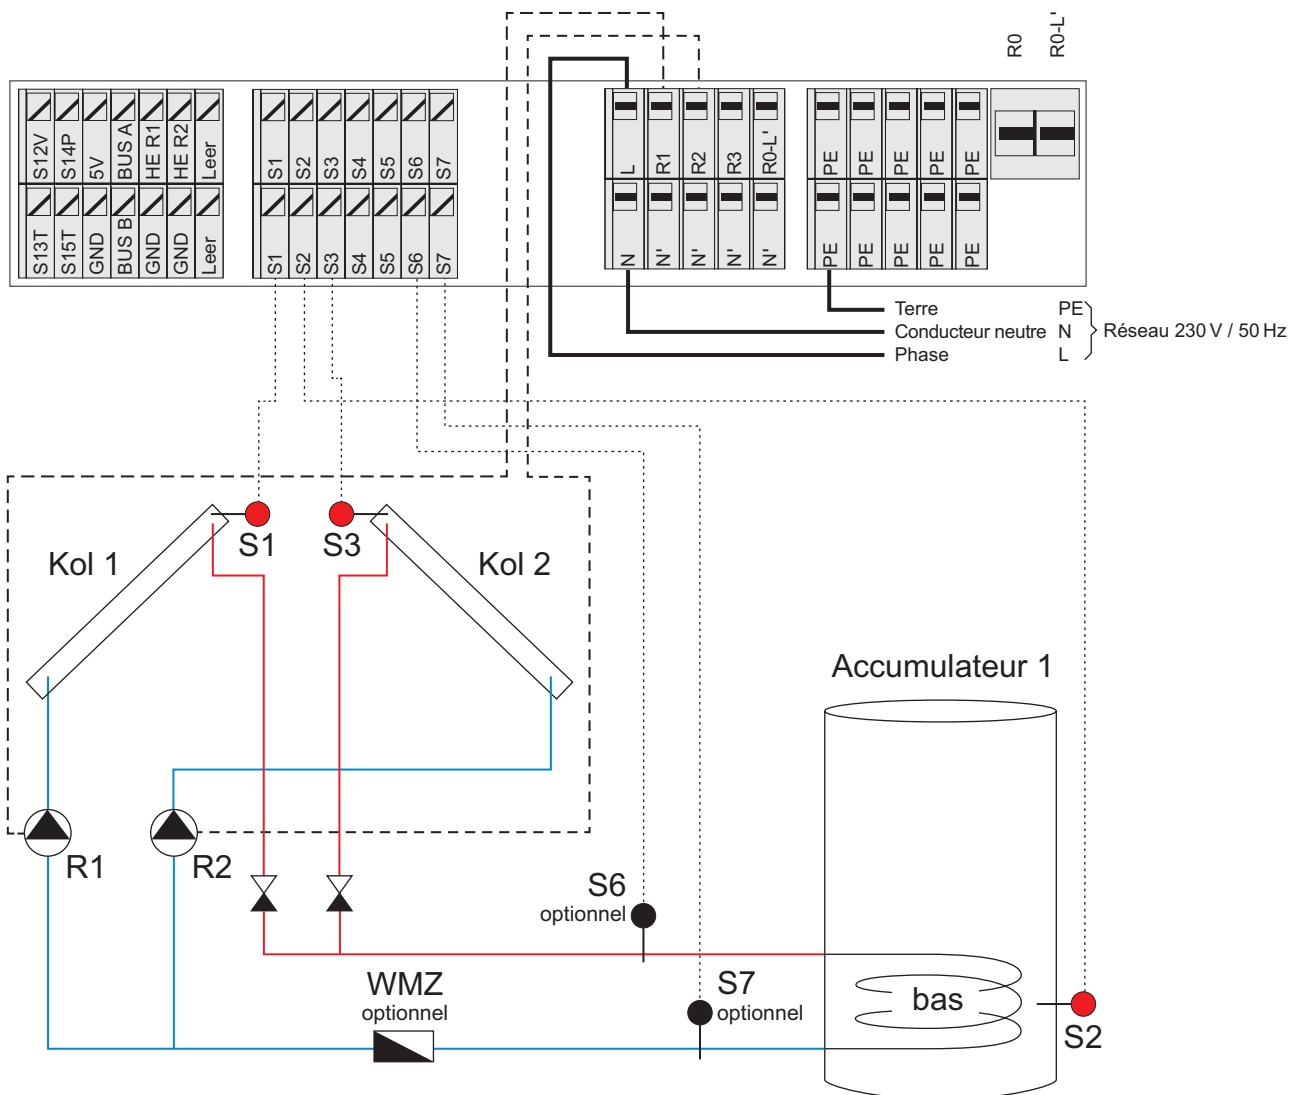 R0
R0-L'
S12V
S14P
5V
BUS A
HE R1
HE R2
Leer
S1
S2
S3
S4
S5
S6
S7
L
R1
R2
R3
R0-L'
PE
PE
PE
PE
PE
S13T
S15T
GND
BUS B
GND
GND
Leer
S1
S2
S3
S4
S5
S6
S7
N
N'
N'
N'
N'
PE
PE
PE
PE
PE
Terre PE
Conducteur neutre N
Phase L
Réseau 230 V / 50 Hz
Kol 1
S1
S3
Kol 2
Accumulateur 1
R1
R2
S6
optionnel
WMZ
optionnel
S7
optionnel
bas
S2